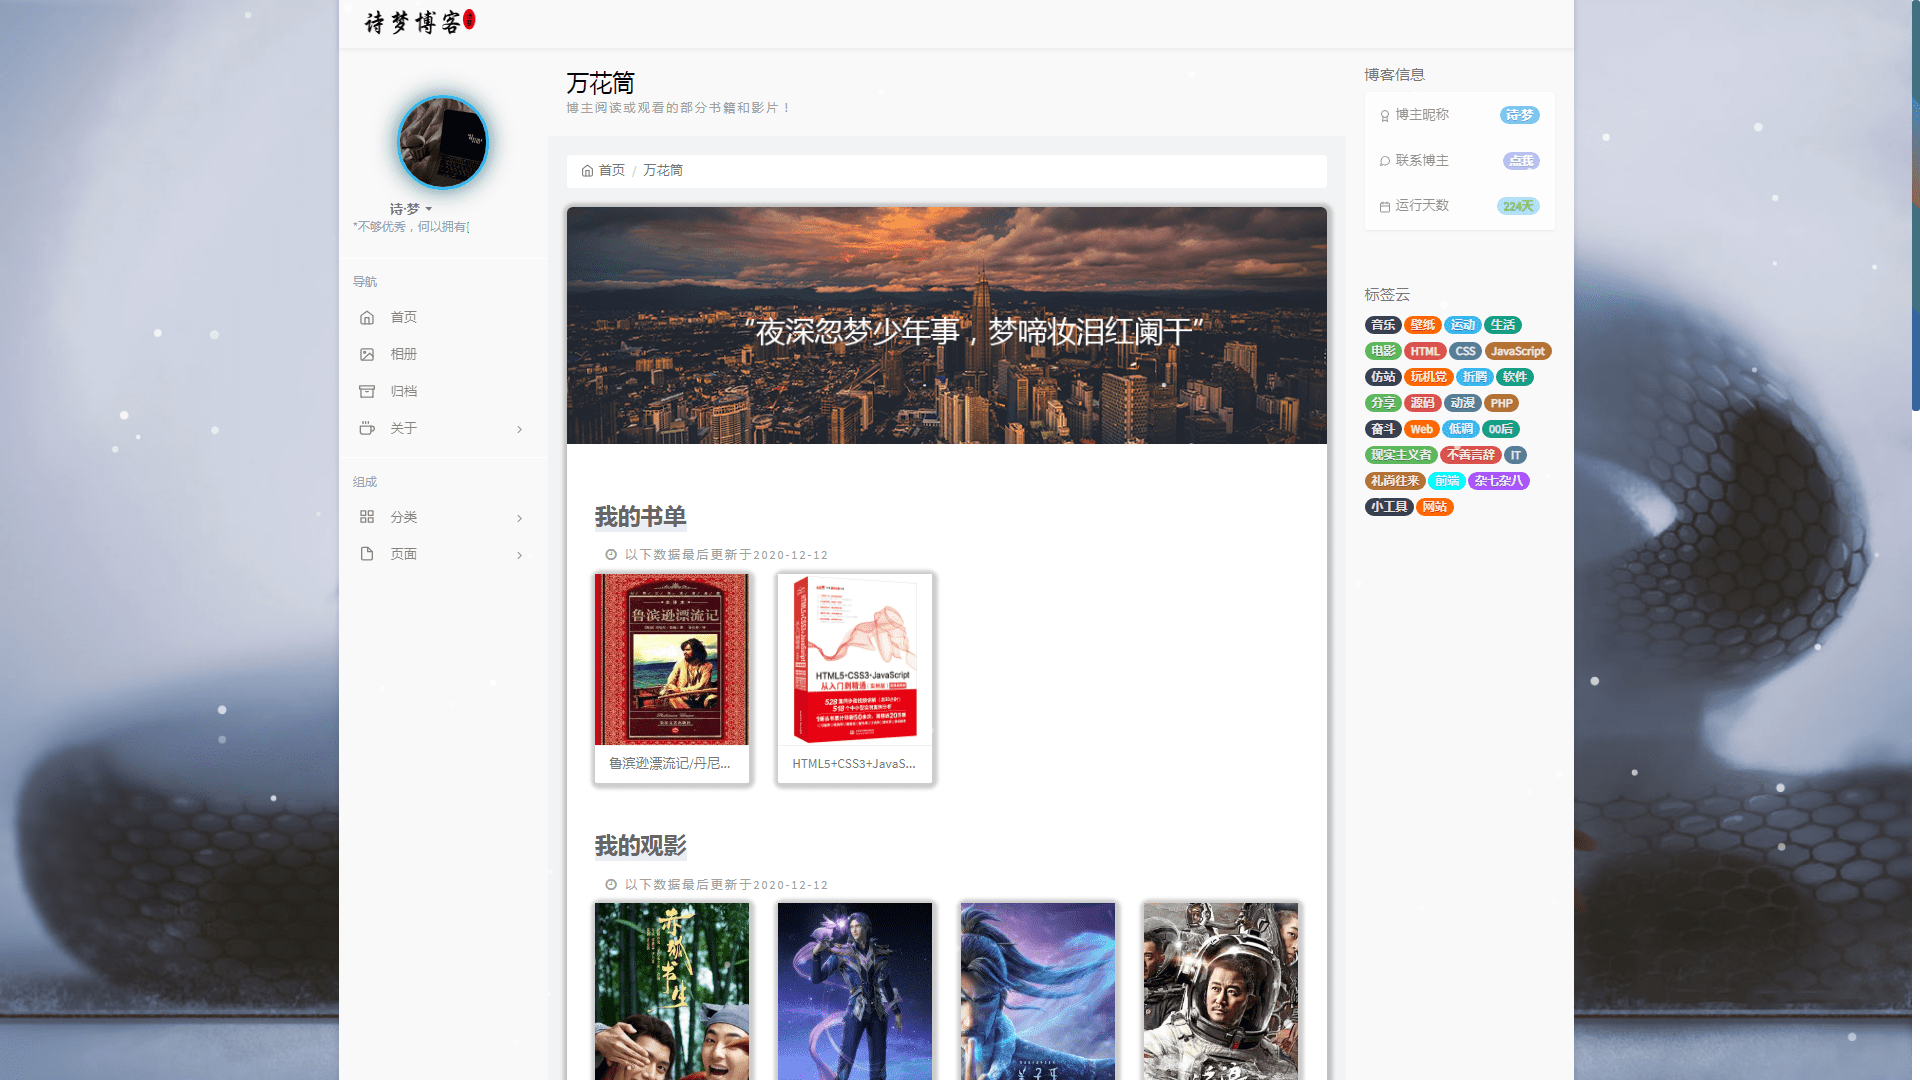 诗梦博客
诗·梦
*不够优秀，何以拥有[
导航
首页
相册
归档
关于
组成
分类
页面
万花筒
博主阅读或观看的部分书籍和影片！
首页 / 万花筒
“夜深忽梦少年事，梦啼妆泪红阑干”
我的书单
以下数据最后更新于2020-12-12
鲁滨逊漂流记
HTML5+CSS3+JavaScript
从入门到精通
鲁滨逊漂流记/丹尼...
HTML5+CSS3+JavaS...
我的观影
以下数据最后更新于2020-12-12
赤狐书生
姜子牙
博客信息
博主昵称 诗·梦
联系博主 点我
运行天数 224天
标签云
音乐 壁纸 运动 生活
电影 HTML CSS JavaScript
仿站 玩机党 折腾 软件
分享 源码 动漫 PHP
奋斗 Web 低调 00后
现实主义者 不善言辞 IT
礼尚往来 前端 杂七杂八
小工具 网站